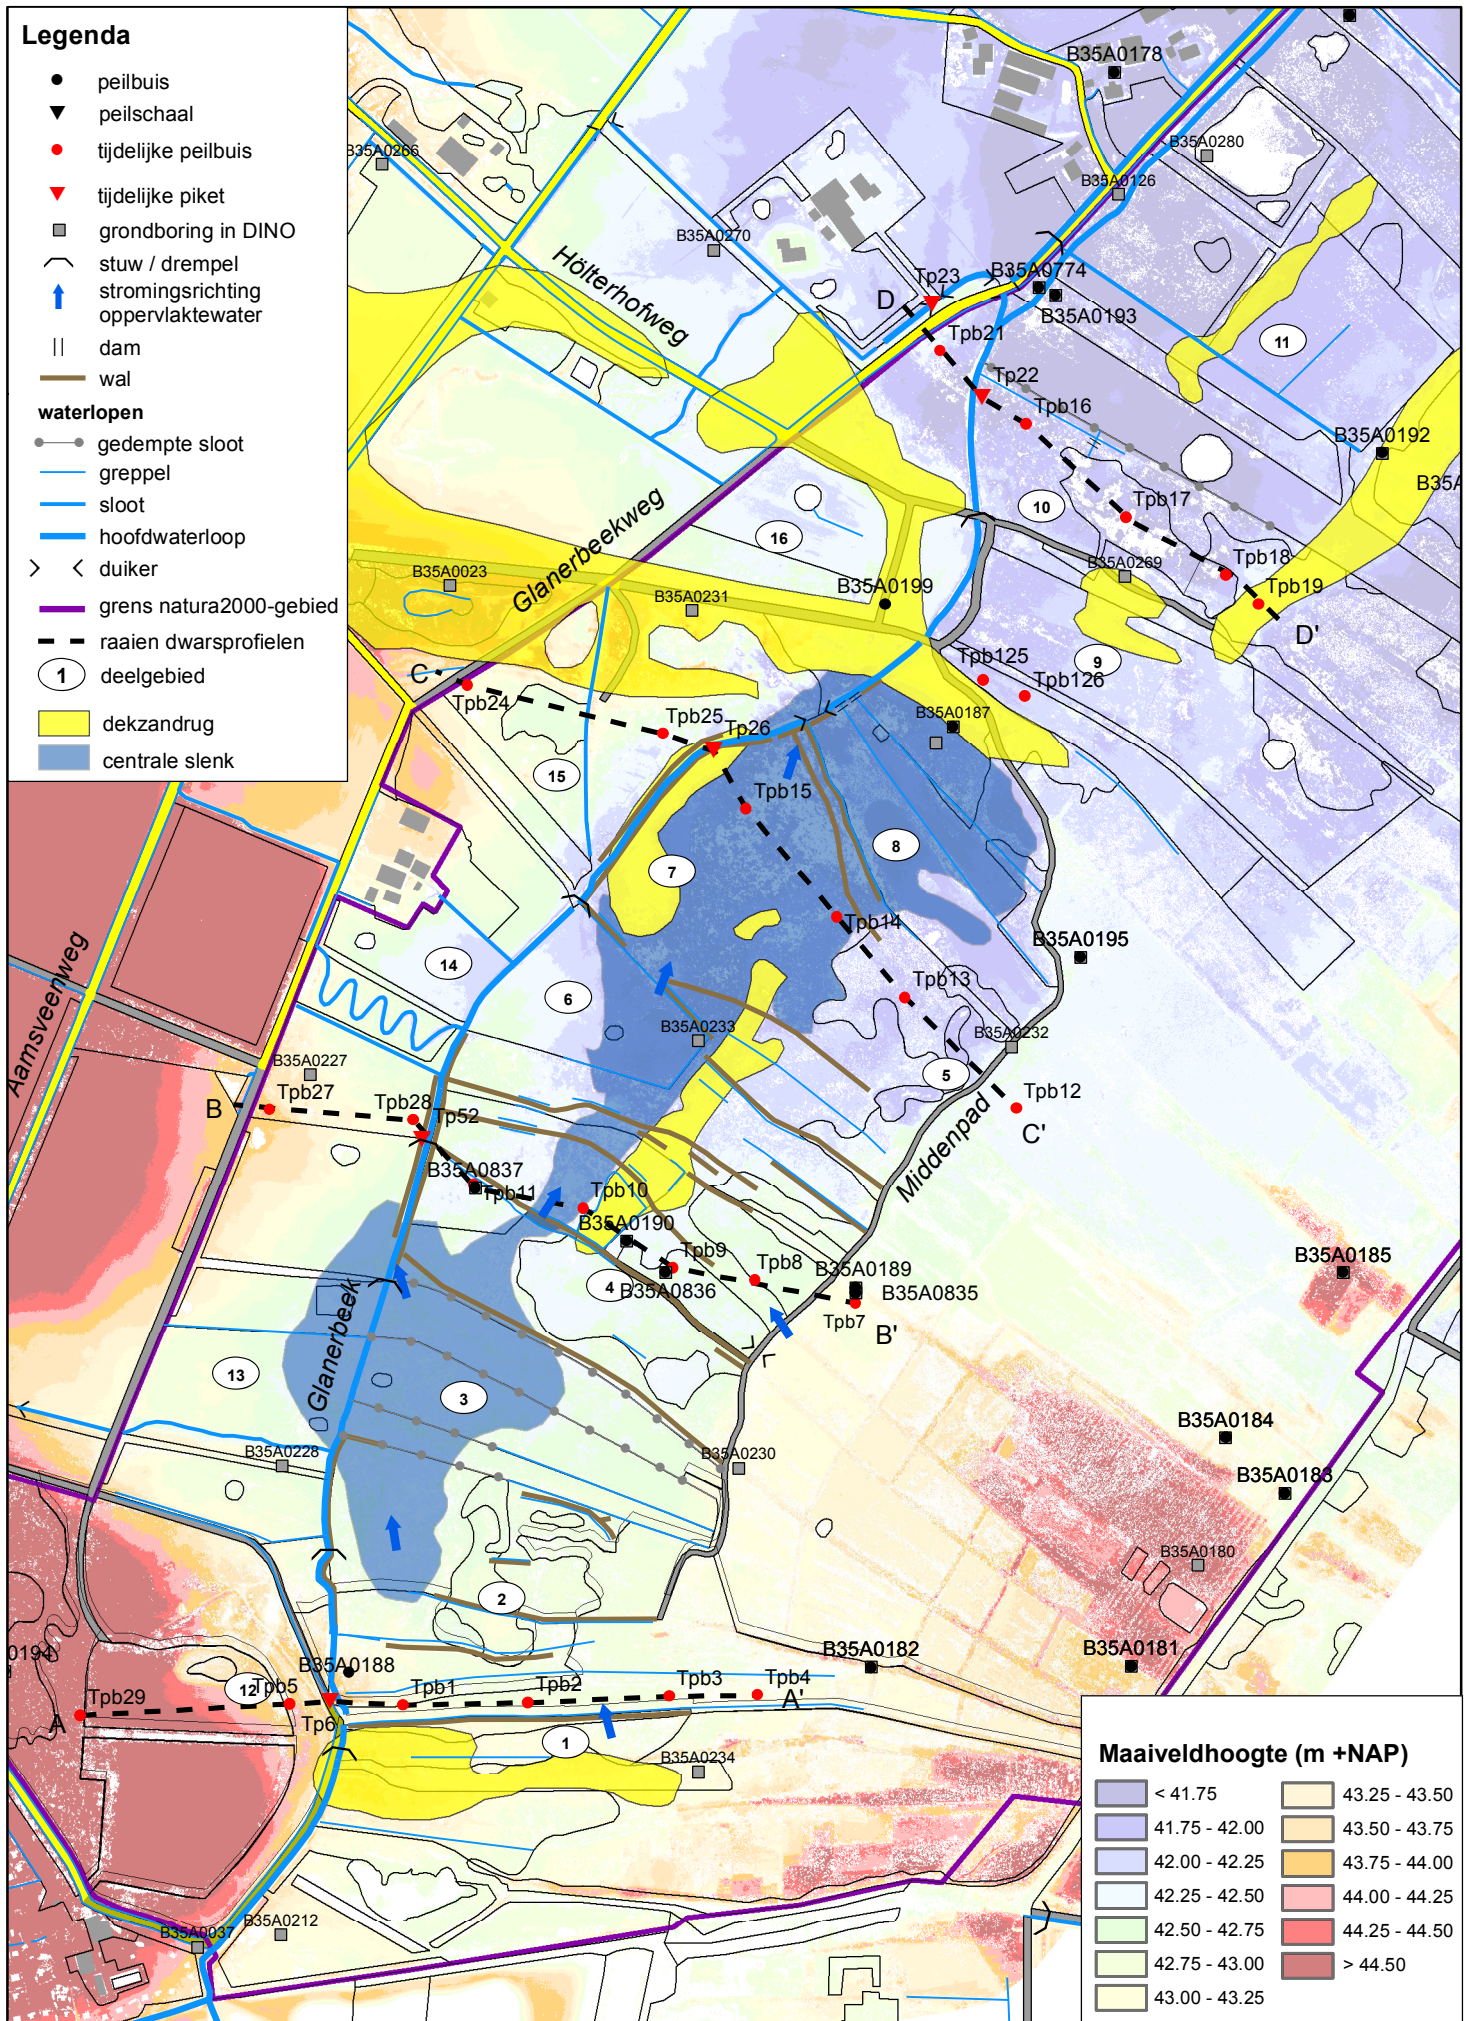 Legenda
peilbuis
peilschaal
tijdelijke peilbuis
tijdelijke piket
grondboring in DINO
stuw / drempel
stromingsrichting
oppervlaktewater
dam
wal
waterlopen
gedempte sloot
greppel
sloot
hoofdwaterloop
duiker
grens natura2000-gebied
raaien dwarsprofielen
1 deelgebied
dekzandrug
centrale slenk
B35A0178
B35A0266
B35A0280
B35A0126
B35A0270
Hölterhofweg
Tp23
B35A0774
D
B35A0193
Tpb21
11
Tp22
Tpb16
B35A0192
B35A
Glanerbeekweg
10
Tpb17
16
B35A0023
B35A0231
B35A0199
B35A0269
Tpb18
Tpb19
D'
9
C
Tpb24
Tpb125
Tpb126
Tpb25
Tp26
B35A0187
15
Tpb15
8
7
Tpb14
Aamsveenweg
14
B35A0195
6
Tpb13
B35A0233
B35A0232
B35A0227
5
B
Tpb27
Tpb28
Tp52
Tpb12
C'
Middenpad
B35A0837
Tpb11
Tpb10
B35A0190
Tpb9
Tpb8
B35A0189
4
B35A0836
B35A0835
Tpb7
B'
B35A0185
Glanerbeek
13
3
B35A0184
B35A0228
B35A0230
B35A0183
B35A0180
2
0194
B35A0188
B35A0182
B35A0181
12
Tpb29
Tpb5
Tpb1
Tpb2
Tpb3
Tpb4
A
A'
Tp6
1
B35A0234
B35A0037
B35A0212
Maaiveldhoogte (m +NAP)
< 41.75
41.75 - 42.00
42.00 - 42.25
42.25 - 42.50
42.50 - 42.75
42.75 - 43.00
43.00 - 43.25
43.25 - 43.50
43.50 - 43.75
43.75 - 44.00
44.00 - 44.25
44.25 - 44.50
> 44.50